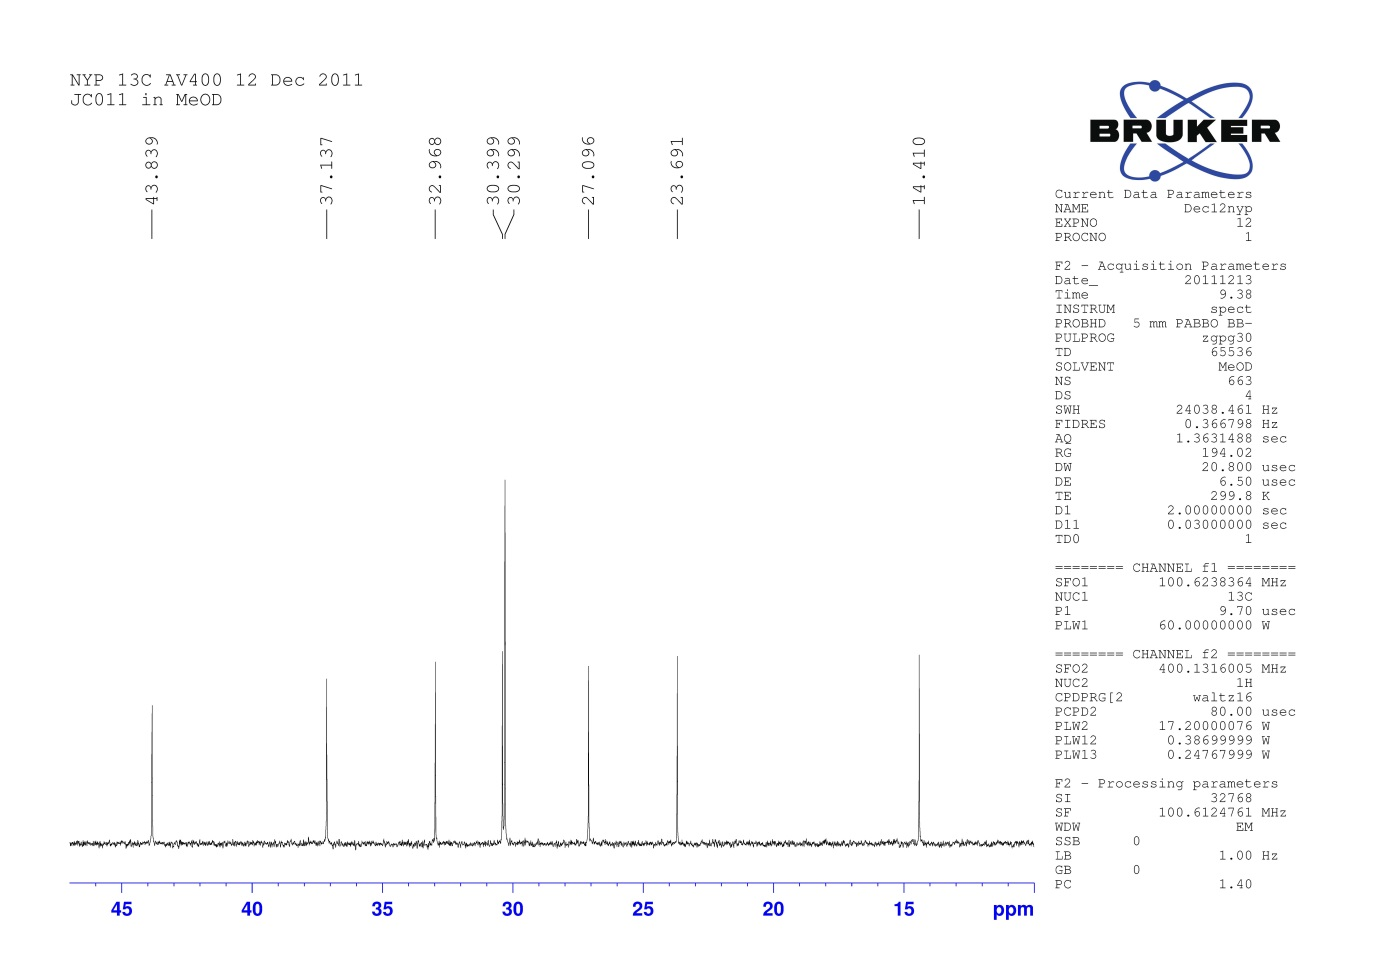 NYP 13C AV400 12 Dec 2011
JC011 in MeOD
43.839
37.137
32.968
30.399
30.299
27.096
23.691
14.410
45 40 35 30 25 20 15 ppm
BRUKER
Current Data Parameters
NAME Dec12nyp
EXPNO 12
PROCNO 1
F2 - Acquisition Parameters
Date_ 20111213
Time 9.38
INSTRUM spect
PROBHD 5 mm PABBO BB-
PULPROG zgpg30
TD 65536
SOLVENT MeOD
NS 663
DS 4
SWH 24038.461 Hz
FIDRES 0.366798 Hz
AQ 1.3631488 sec
RG 194.02
DW 20.800 usec
DE 6.50 usec
TE 299.8 K
D1 2.00000000 sec
D11 0.03000000 sec
TD0 1
======== CHANNEL f1 ========
SFO1 100.6238364 MHz
NUC1 13C
P1 9.70 usec
PLW1 60.00000000 W
======== CHANNEL f2 ========
SFO2 400.1316005 MHz
NUC2 1H
CPDPRG[2 waltz16
PCPD2 80.00 usec
PLW2 17.20000076 W
PLW12 0.38699999 W
PLW13 0.24767999 W
F2 - Processing parameters
SI 32768
SF 100.6124761 MHz
WDW EM
SSB 0
LB 1.00 Hz
GB 0
PC 1.40